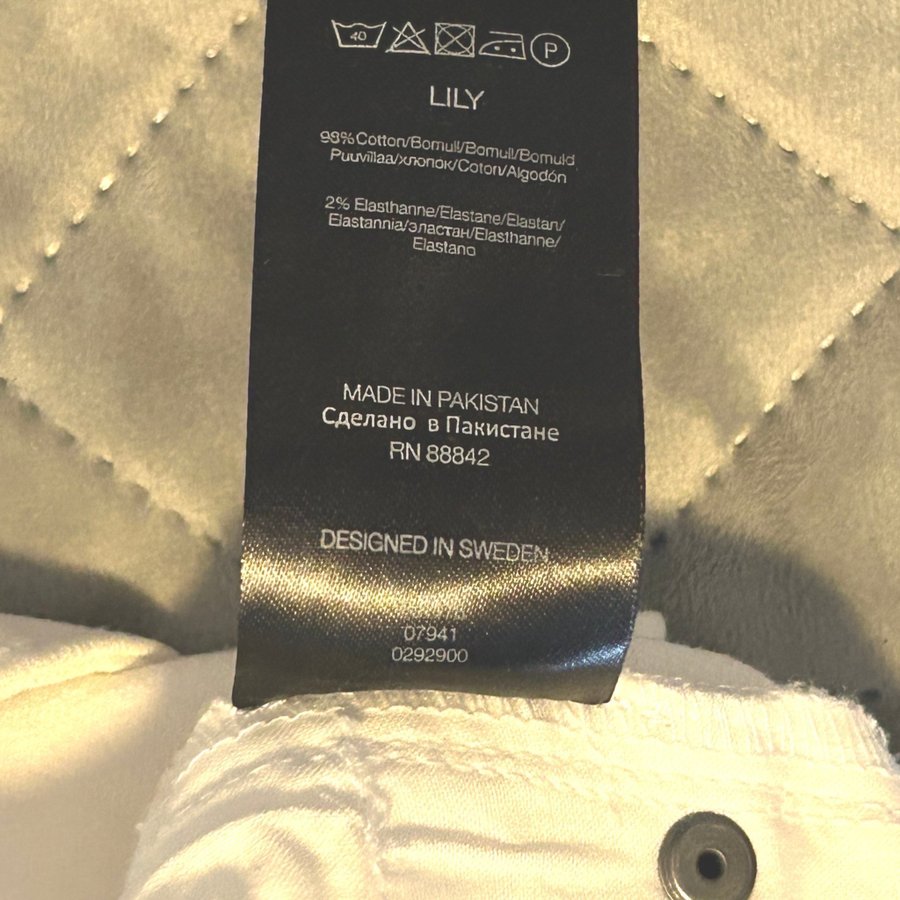 40 P
LILY
98% Cotton/Bomull/Bomull/Bomuld
Puuvillaa/хлопок/Coton/Algodón
2% Elasthanne/Elastane/Elastan/
Elastannia/эластан/Elasthanne/
Elastano
MADE IN PAKISTAN
Сделано в Пакистане
RN 88842
DESIGNED IN SWEDEN
07941
0292900